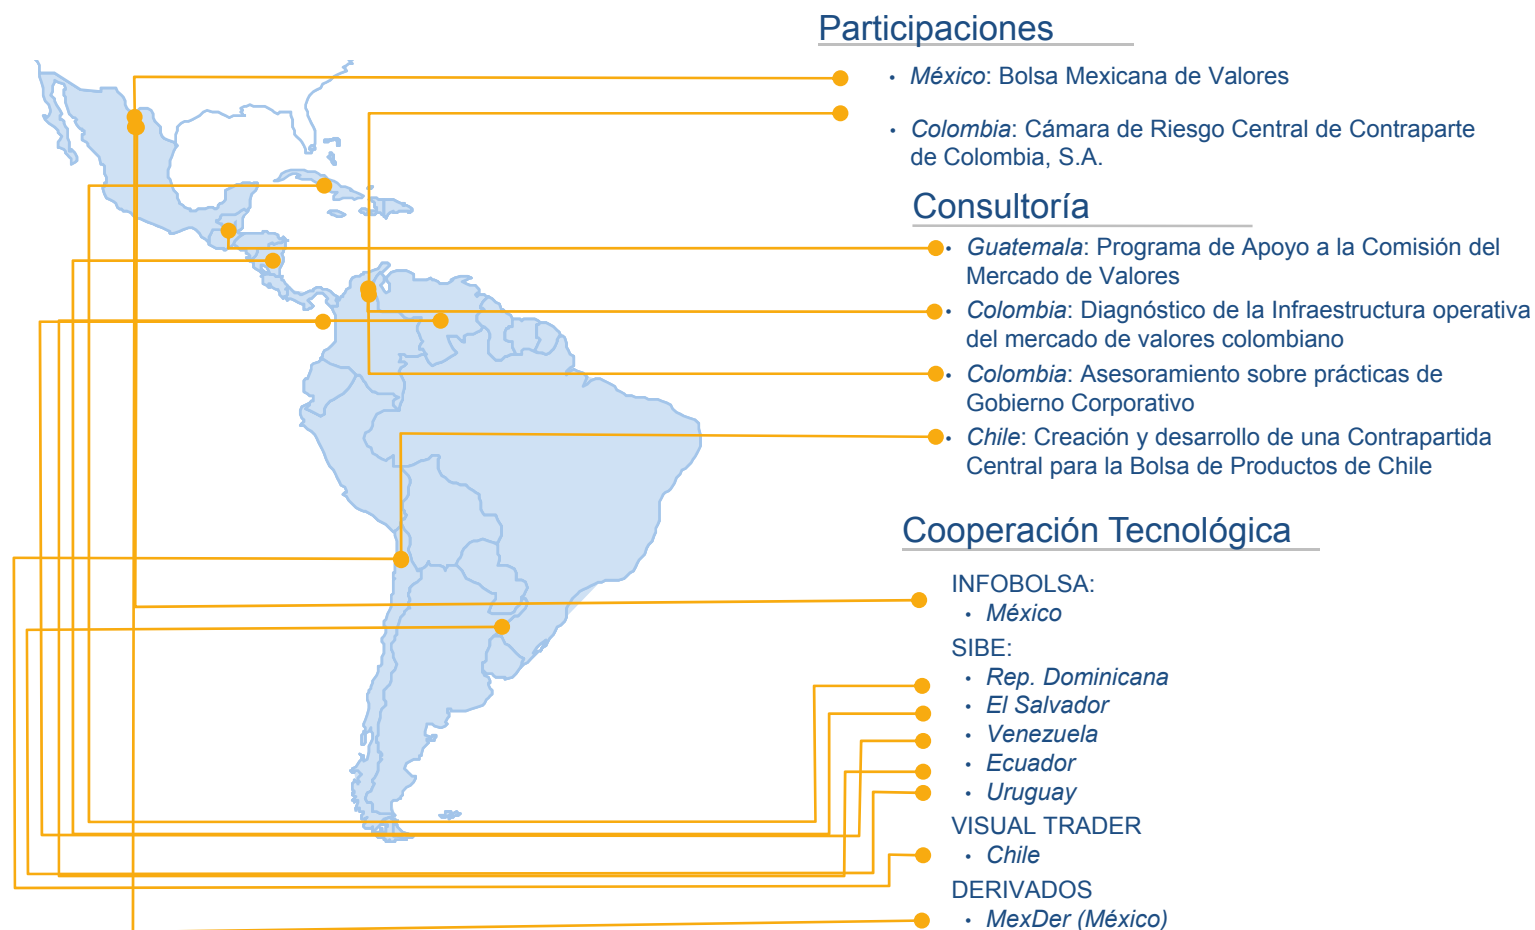 Participaciones
• México: Bolsa Mexicana de Valores
• Colombia: Cámara de Riesgo Central de Contraparte
de Colombia, S.A.
Consultoría
• Guatemala: Programa de Apoyo a la Comisión del
Mercado de Valores
• Colombia: Diagnóstico de la Infraestructura operativa
del mercado de valores colombiano
• Colombia: Asesoramiento sobre prácticas de
Gobierno Corporativo
• Chile: Creación y desarrollo de una Contrapartida
Central para la Bolsa de Productos de Chile
Cooperación Tecnológica
INFOBOLSA:
• México
SIBE:
• Rep. Dominicana
• El Salvador
• Venezuela
• Ecuador
• Uruguay
VISUAL TRADER
• Chile
DERIVADOS
• MexDer (México)